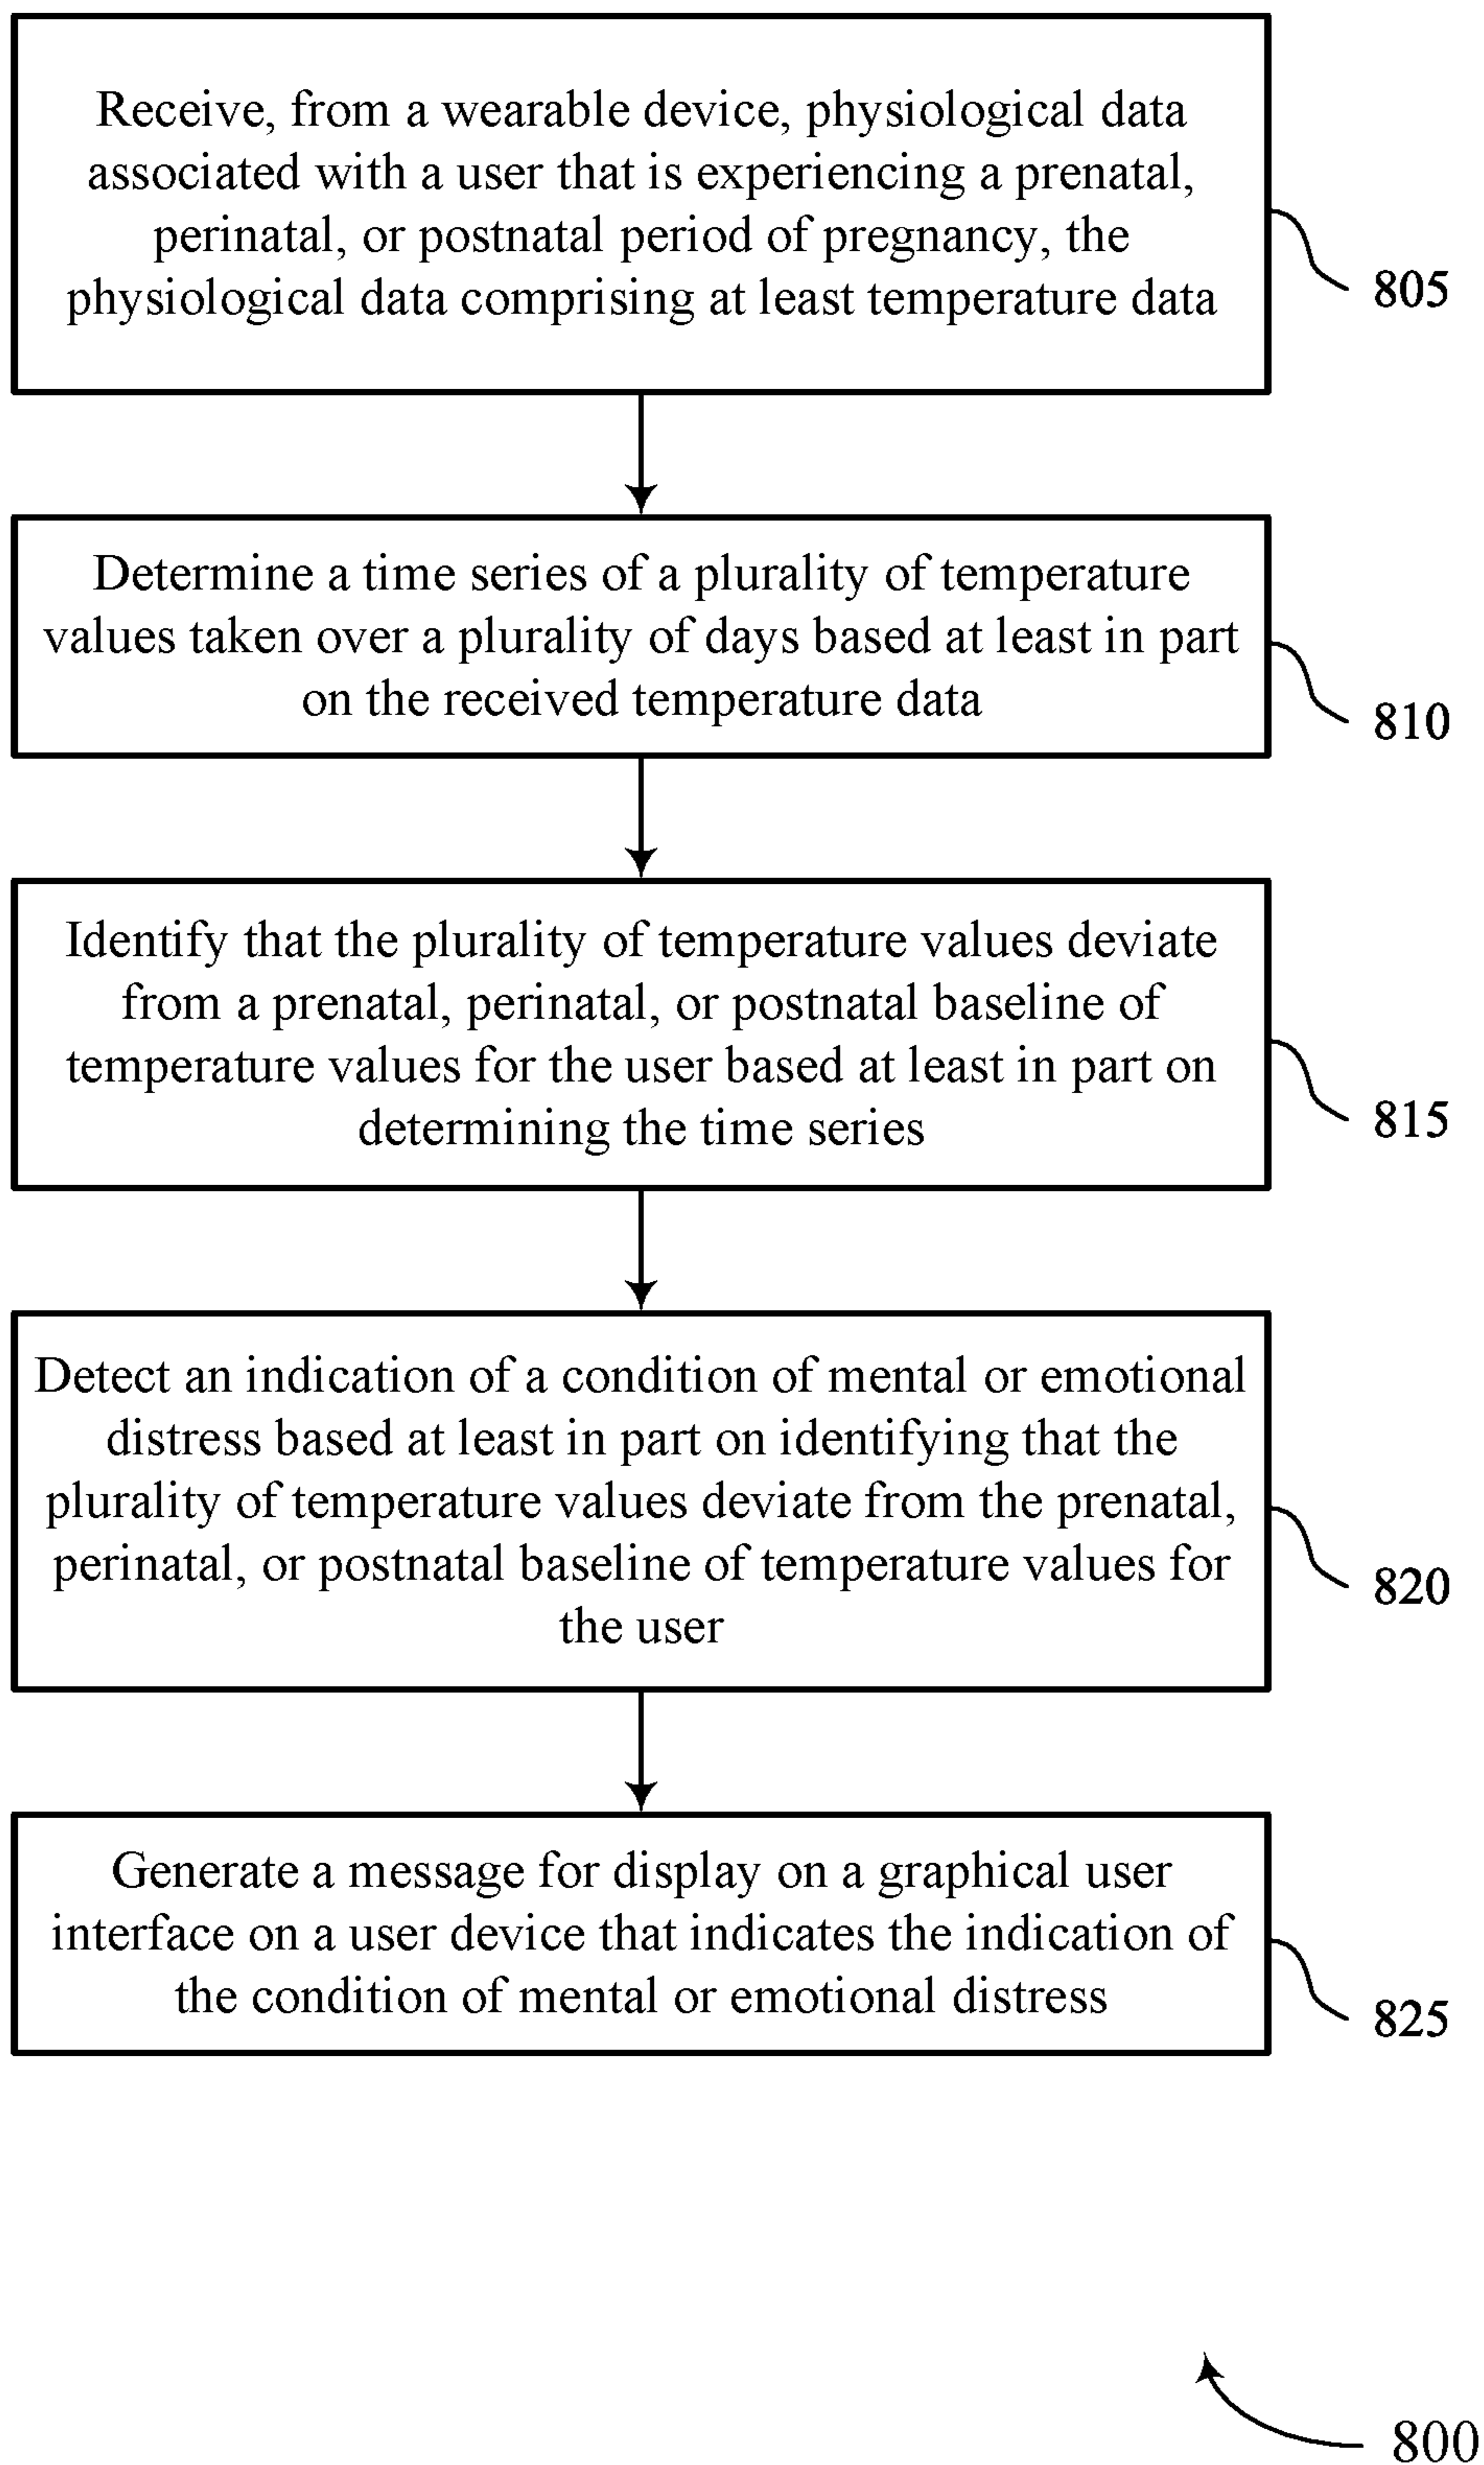 Receive, from a wearable device, physiological data
associated with a user that is experiencing a prenatal,
perinatal, or postnatal period of pregnancy, the
physiological data comprising at least temperature data
805
Determine a time series of a plurality of temperature
values taken over a plurality of days based at least in part
on the received temperature data
810
Identify that the plurality of temperature values deviate
from a prenatal, perinatal, or postnatal baseline of
temperature values for the user based at least in part on
determining the time series
815
Detect an indication of a condition of mental or emotional
distress based at least in part on identifying that the
plurality of temperature values deviate from the prenatal,
perinatal, or postnatal baseline of temperature values for
the user
820
Generate a message for display on a graphical user
interface on a user device that indicates the indication of
the condition of mental or emotional distress
825
800